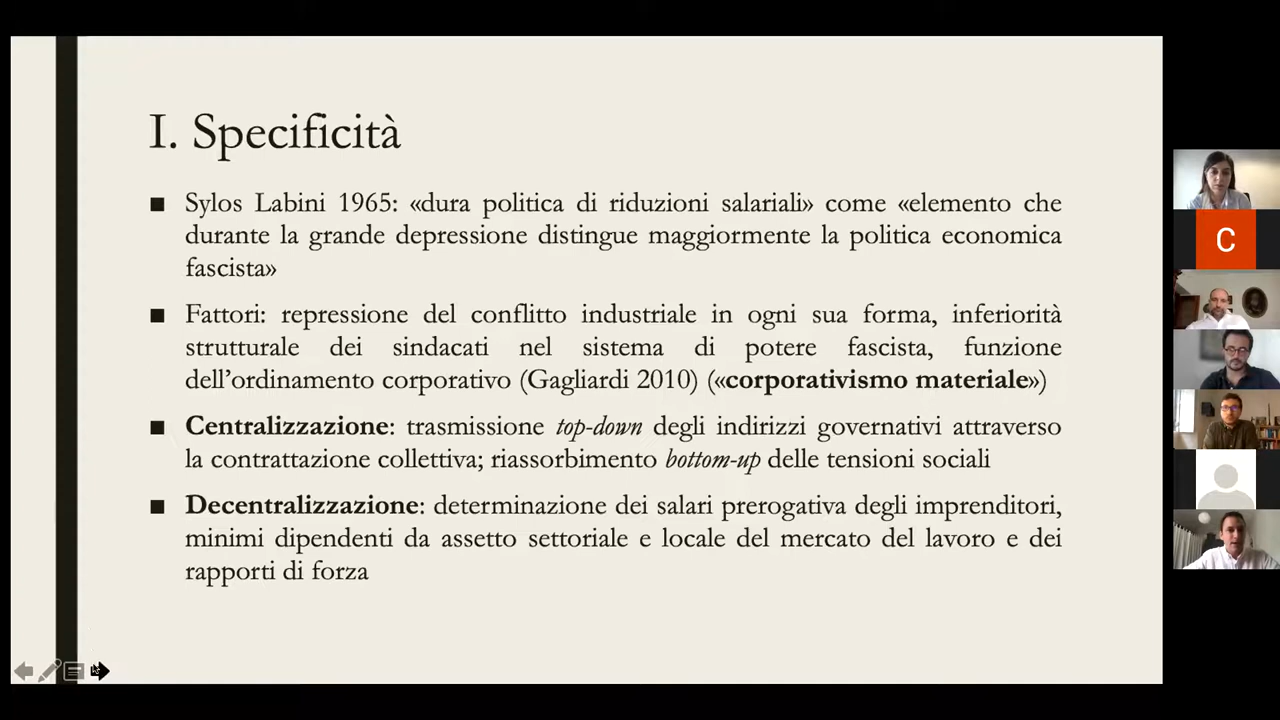 I. Specificità
■ Sylos Labini 1965: «dura politica di riduzioni salariali» come «elemento che
durante la grande depressione distingue maggiormente la politica economica
fascista»
■ Fattori: repressione del conflitto industriale in ogni sua forma, inferiorità
strutturale dei sindacati nel sistema di potere fascista, funzione
dell’ordinamento corporativo (Gagliardi 2010) («corporativismo materiale»)
■ Centralizzazione: trasmissione top-down degli indirizzi governativi attraverso
la contrattazione collettiva; riassorbimento bottom-up delle tensioni sociali
■ Decentralizzazione: determinazione dei salari prerogativa degli imprenditori,
minimi dipendenti da assetto settoriale e locale del mercato del lavoro e dei
rapporti di forza
C